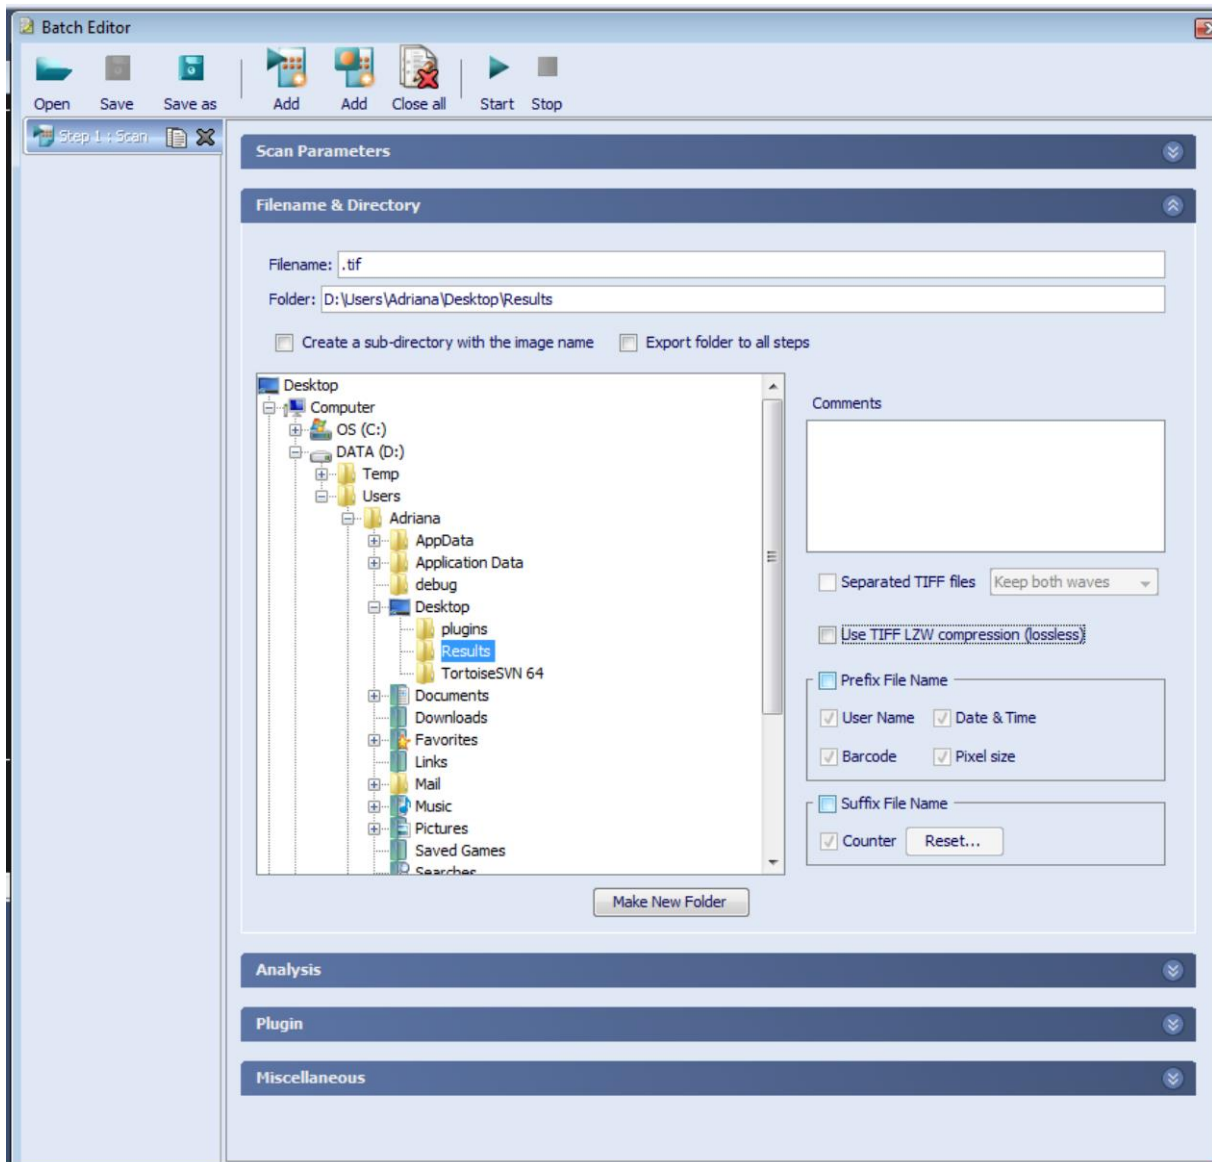 Batch Editor
Open Save Save as Add Add Close all Start Stop
Step 1 : Scan
Scan Parameters
Filename & Directory
Filename: .tif
Folder: D:\Users\Adriana\Desktop\Results
Create a sub-directory with the image name Export folder to all steps
Desktop
Computer
OS (C:)
DATA (D:)
Temp
Users
Adriana
AppData
Application Data
debug
Desktop
plugins
Results
TortoiseSVN 64
Documents
Downloads
Favorites
Links
Mail
Music
Pictures
Saved Games
Searches
Make New Folder
Comments
Separated TIFF files Keep both waves
Use TIFF LZW compression (lossless)
Prefix File Name
User Name Date & Time
Barcode Pixel size
Suffix File Name
Counter Reset...
Analysis
Plugin
Miscellaneous